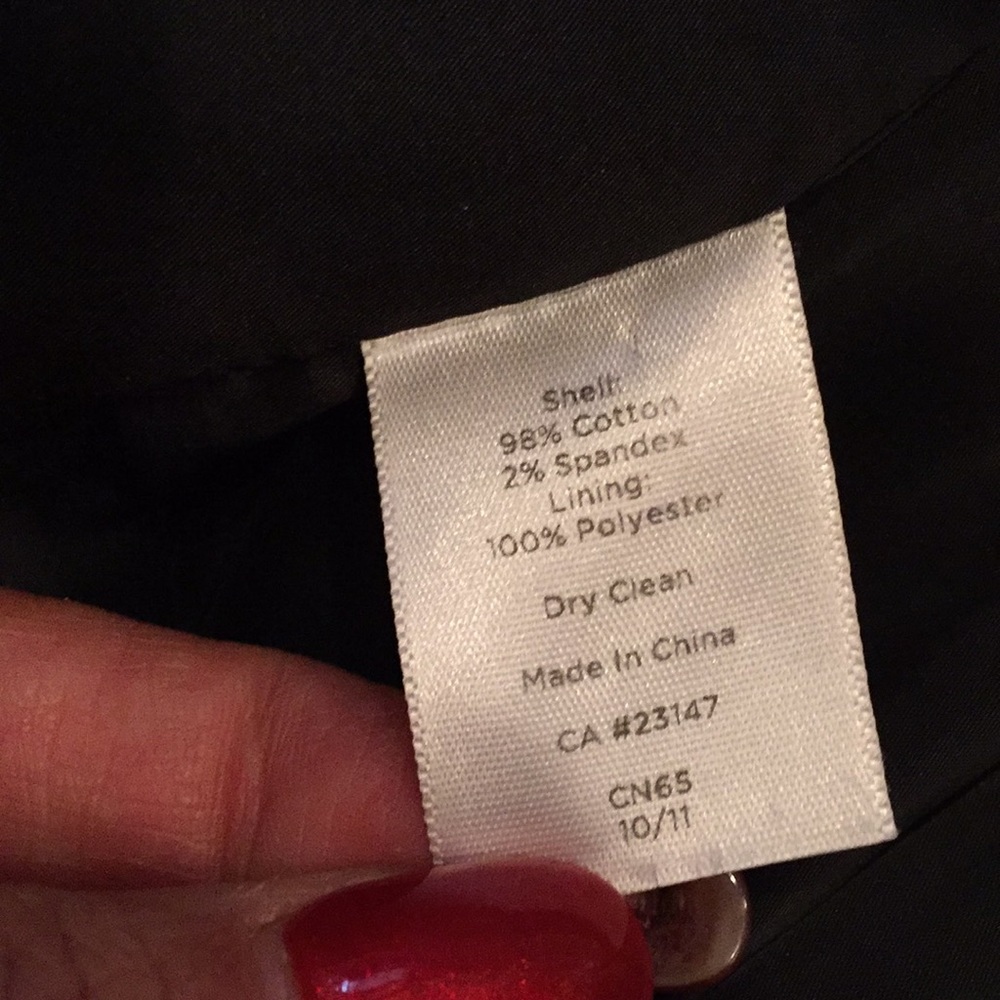 Shell:
98% Cotton
2% Spandex
Lining:
100% Polyester
Dry Clean
Made In China
CA #23147
CN65
10/11